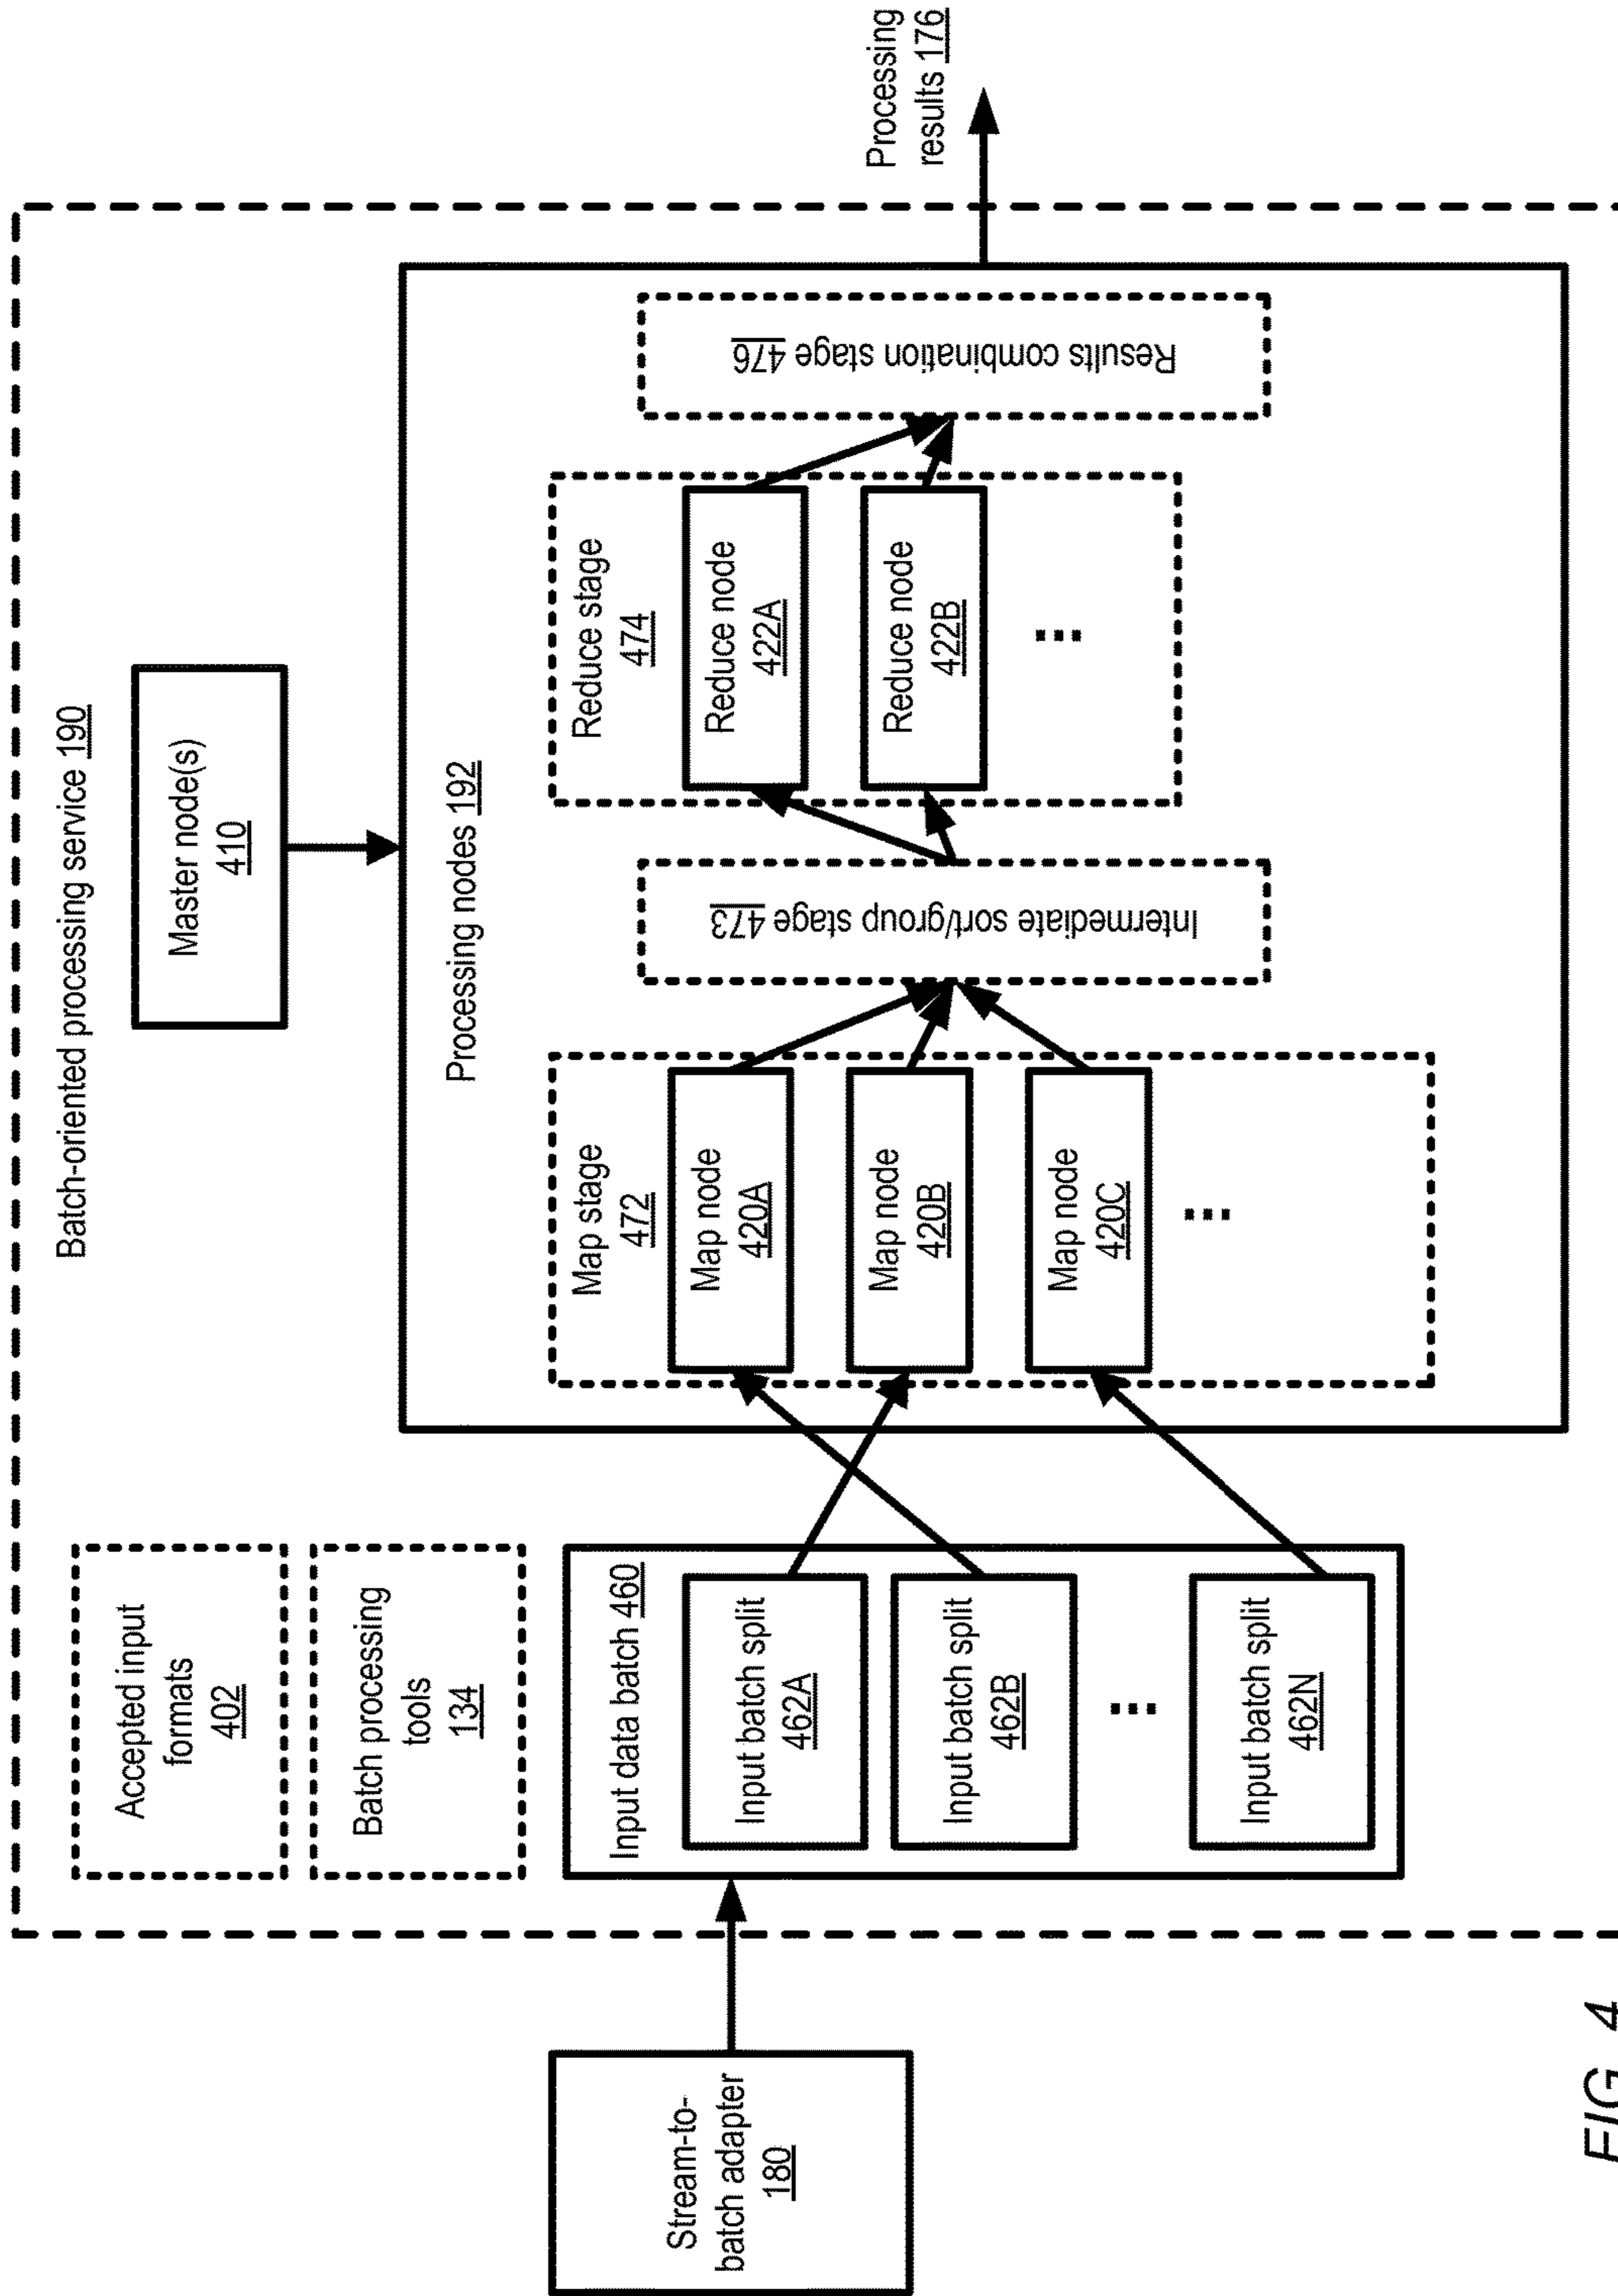 Batch-oriented processing service 190
Accepted input
formats
402
Batch processing
tools
134
Master node(s)
410
Stream-to-
batch adapter
180
Input data batch 460
Input batch split
462A
Input batch split
462B
...
Input batch split
462N
Processing nodes 192
Map stage
472
Map node
420A
Map node
420B
Map node
420C
...
Intermediate sort/group stage 473
Reduce stage
474
Reduce node
422A
Reduce node
422B
...
Results combination stage 476
Processing
results 176
FIG. 4